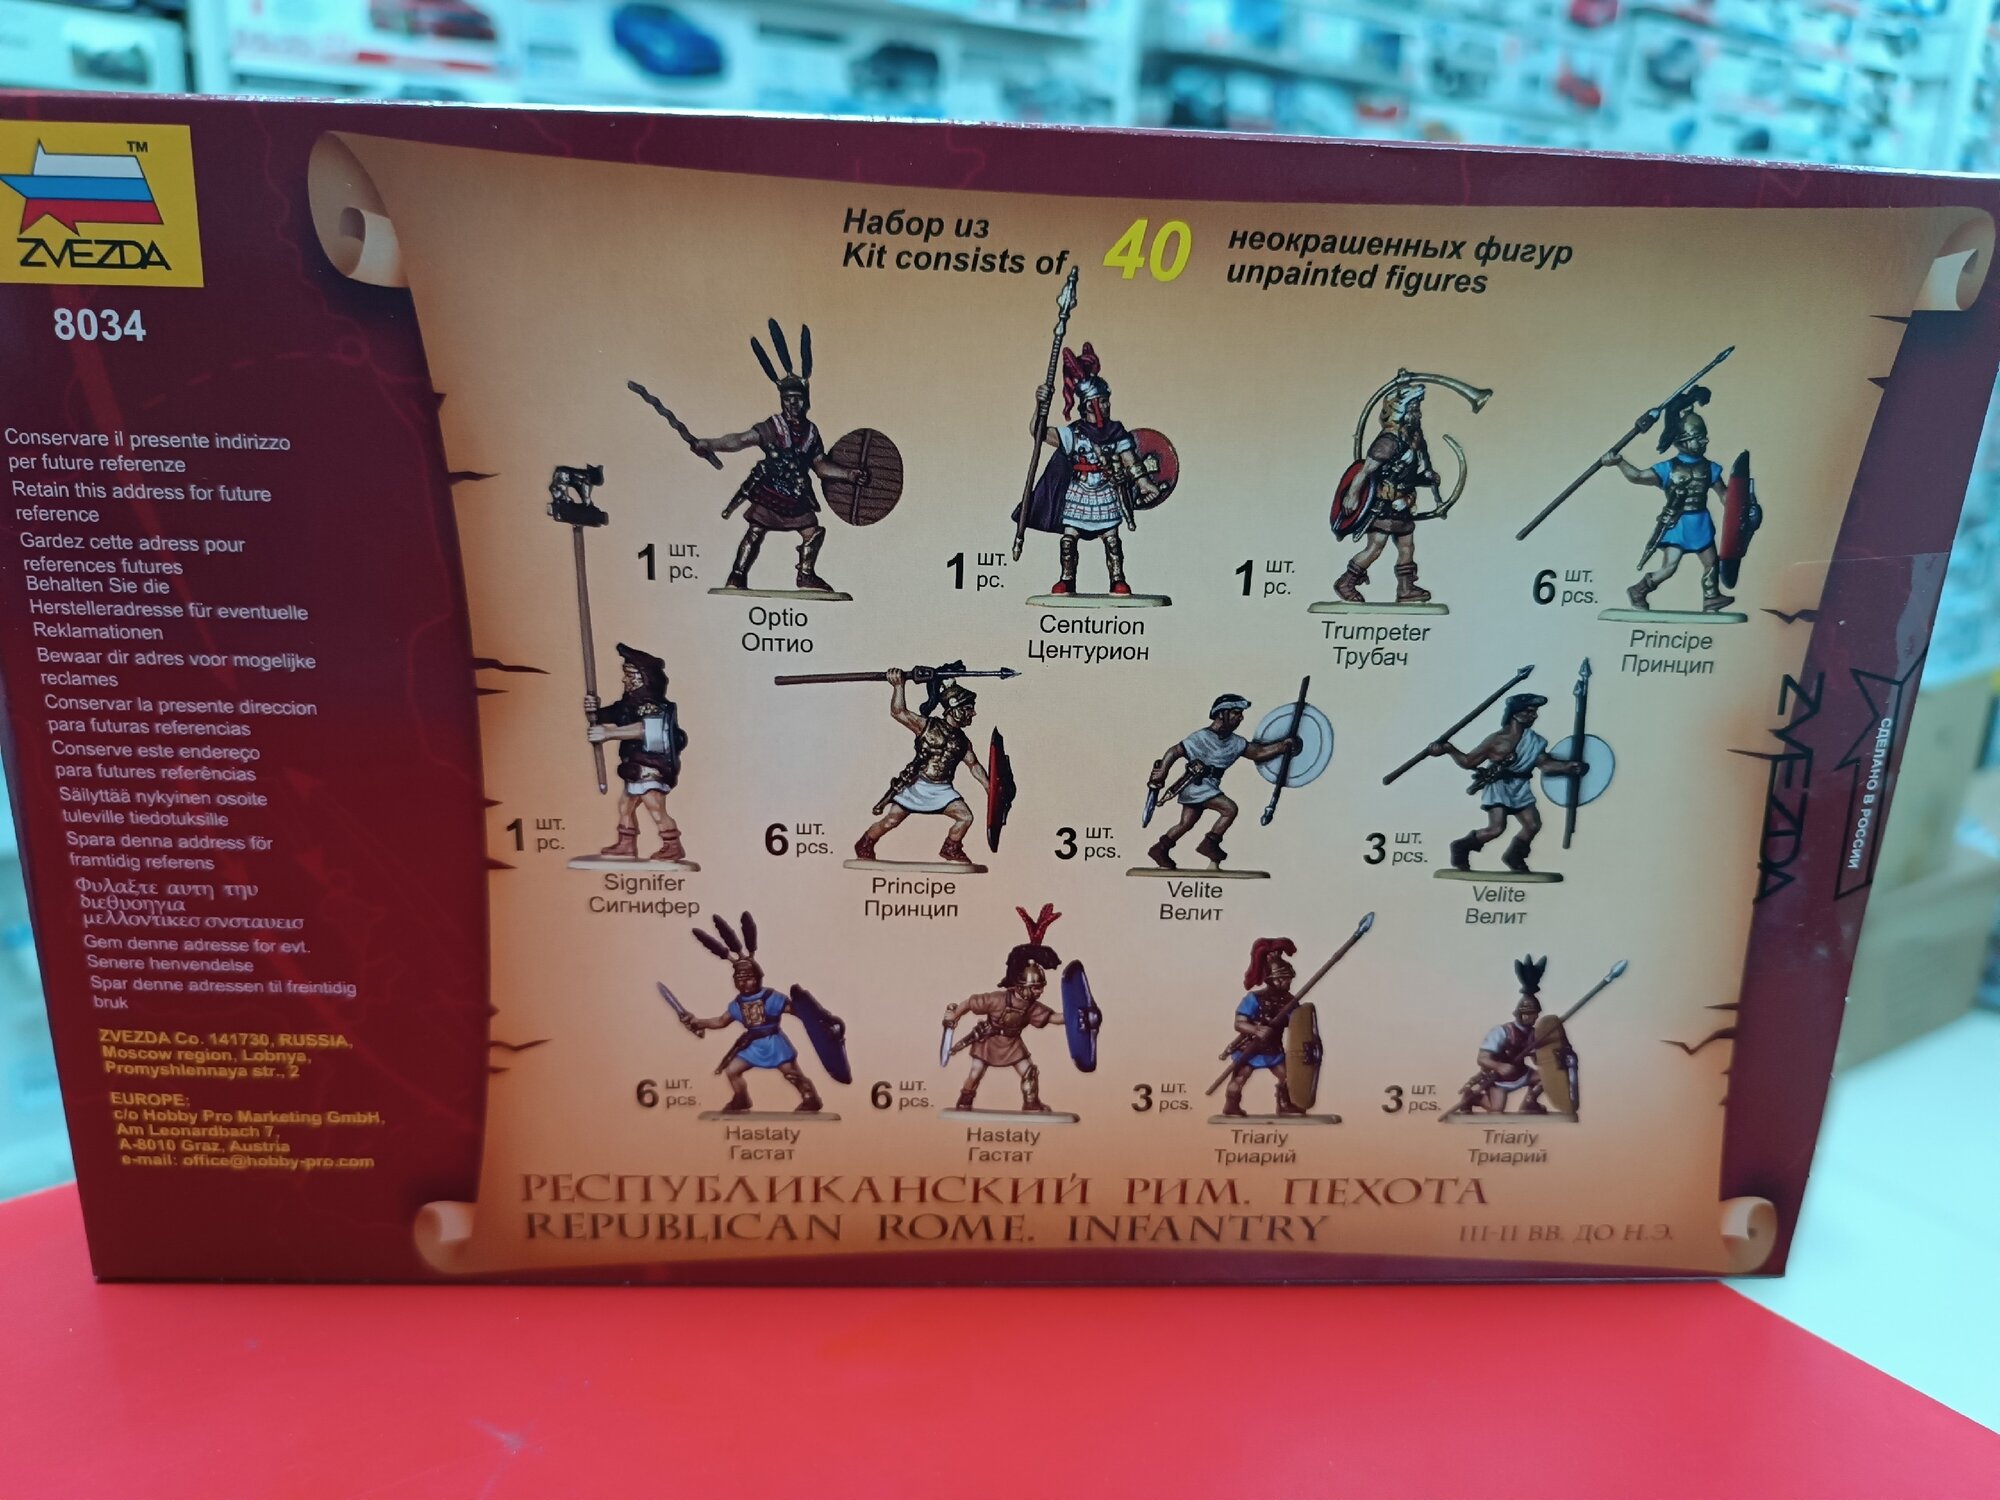 TM
ZVEZDA
8034
Conservare il presente indirizzo
per future referenze
Retain this address for future
reference
Gardez cette adress pour
references futures
Behalten Sie die
Herstelleradresse für eventuelle
Reklamationen
Bewaar dir adres voor mogelijke
reclames
Conservar la presente direccion
para futuras referencias
Conserve este endereço
para futures referências
Säilyttää nykyinen osoite
tuleville tiedotuksille
Spara denna address för
framtidig referens
Φυλαξτε αυτη την
διεθυοηγια
μελλοντικες συσταυεισ
Gem denne adresse for evt.
Senere henvendelse
Spar denne adressen til freintidig
bruk
ZVEZDA Co. 141730, RUSSIA,
Moscow region, Lobnya,
Promyshlennaya str., 2
EUROPE:
c/o Hobby Pro Marketing GmbH,
Am Leonardbach 7,
A-8010 Graz, Austria
e-mail: office@hobby-pro.com
Набор из 40 неокрашенных фигур
Kit consists of unpainted figures
1 шт. pc.
Optio
Оптио
1 шт. pc.
Centurion
Центурион
1 шт. pc.
Trumpeter
Трубач
6 шт. pcs.
Principe
Принцип
1 шт. pc.
Signifer
Сигнифер
6 шт. pcs.
Principe
Принцип
3 шт. pcs.
Velite
Велит
3 шт. pcs.
Velite
Велит
6 шт. pcs.
Hastaty
Гастат
6 шт. pcs.
Hastaty
Гастат
3 шт. pcs.
Triariy
Триарий
3 шт. pcs.
Triariy
Триарий
РЕСПУБЛИКАНСКИЙ РИМ. ПЕХОТА
REPUBLICAN ROME. INFANTRY
III-II ВВ. ДО Н.Э.
ZVEZDA
СДЕЛАНО В РОССИИ